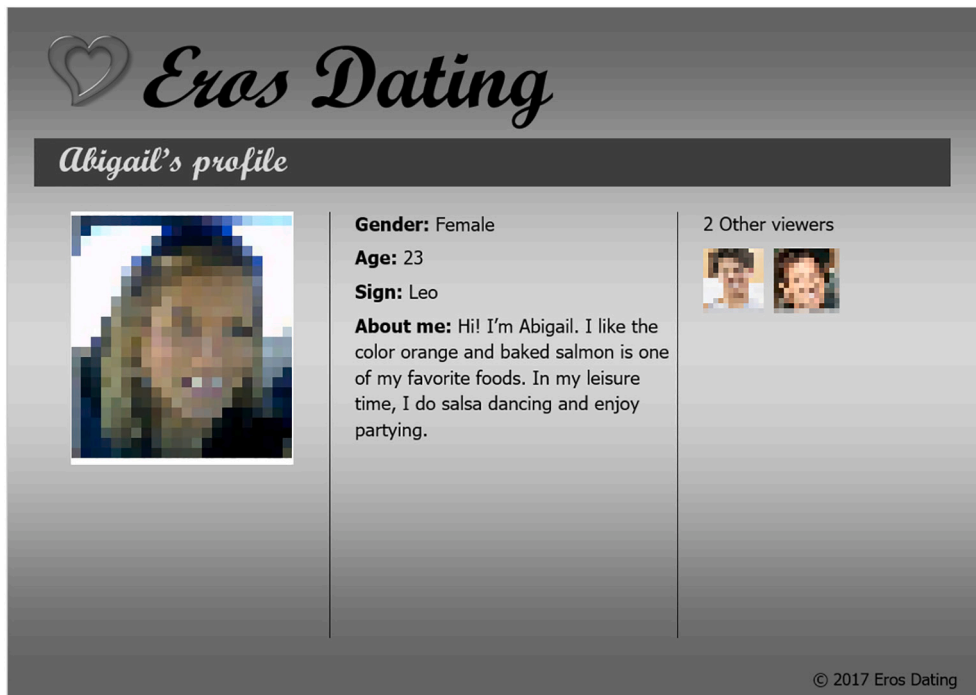 Eros Dating
Abigail's profile
Gender: Female
Age: 23
Sign: Leo
About me: Hi! I'm Abigail. I like the
color orange and baked salmon is one
of my favorite foods. In my leisure
time, I do salsa dancing and enjoy
partying.
2 Other viewers
© 2017 Eros Dating